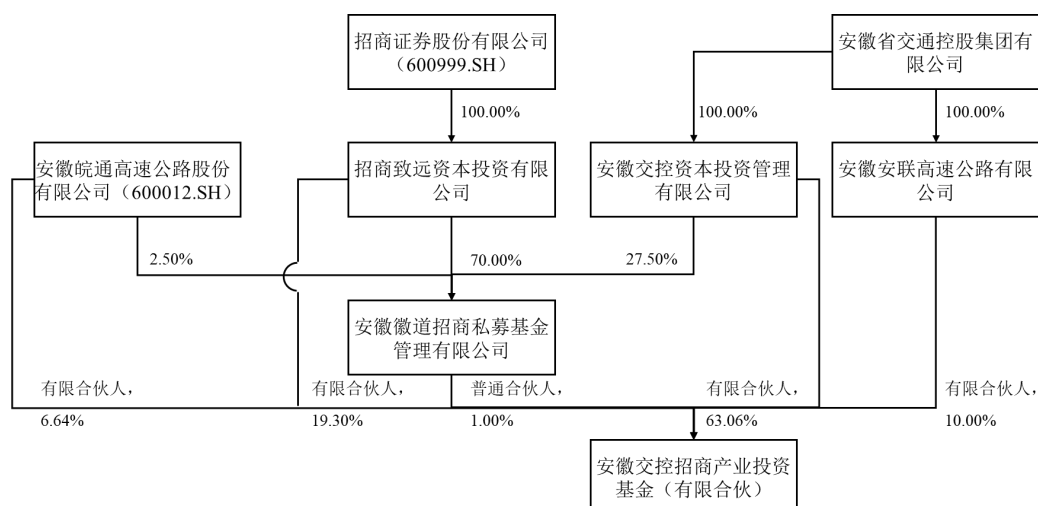 招商证券股份有限公司
（600999.SH）
安徽省交通控股集团有
限公司
100.00%
100.00%
100.00%
安徽皖通高速公路股份
有限公司（600012.SH）
招商致远资本投资有限
公司
安徽交控资本投资管理
有限公司
安徽安联高速公路有限
公司
2.50%
70.00%
27.50%
安徽徽道招商私募基金
管理有限公司
有限合伙人，
6.64%
有限合伙人，
19.30%
普通合伙人，
1.00%
有限合伙人，
63.06%
有限合伙人，
10.00%
安徽交控招商产业投资
基金（有限合伙）